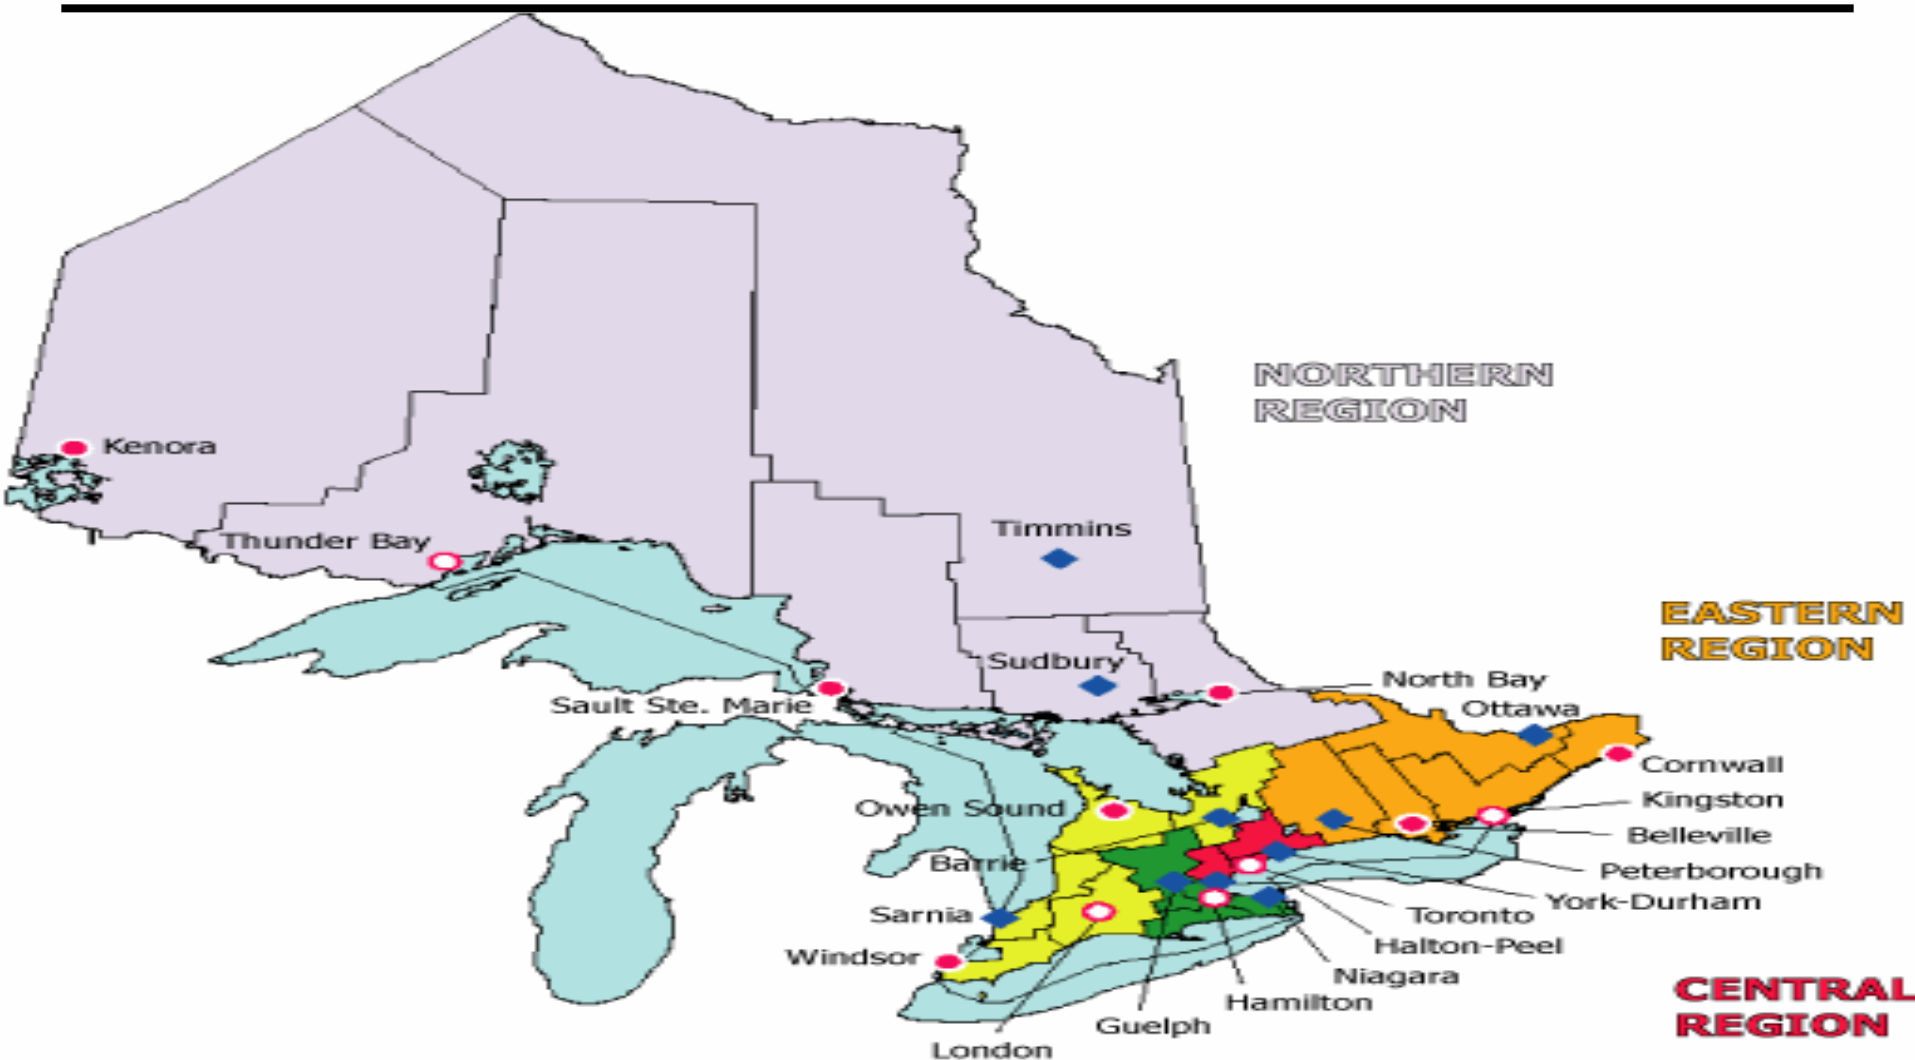 NORTHERN
REGION
Kenora
Timmins
Thunder Bay
EASTERN
REGION
Sudbury
North Bay
Sault Ste. Marie
Ottawa
Cornwall
Kingston
Owen Sound
Belleville
Barrie
Peterborough
York-Durham
Sarnia
Toronto
Halton-Peel
Windsor
Niagara
CENTRAL
REGION
Hamilton
Guelph
London